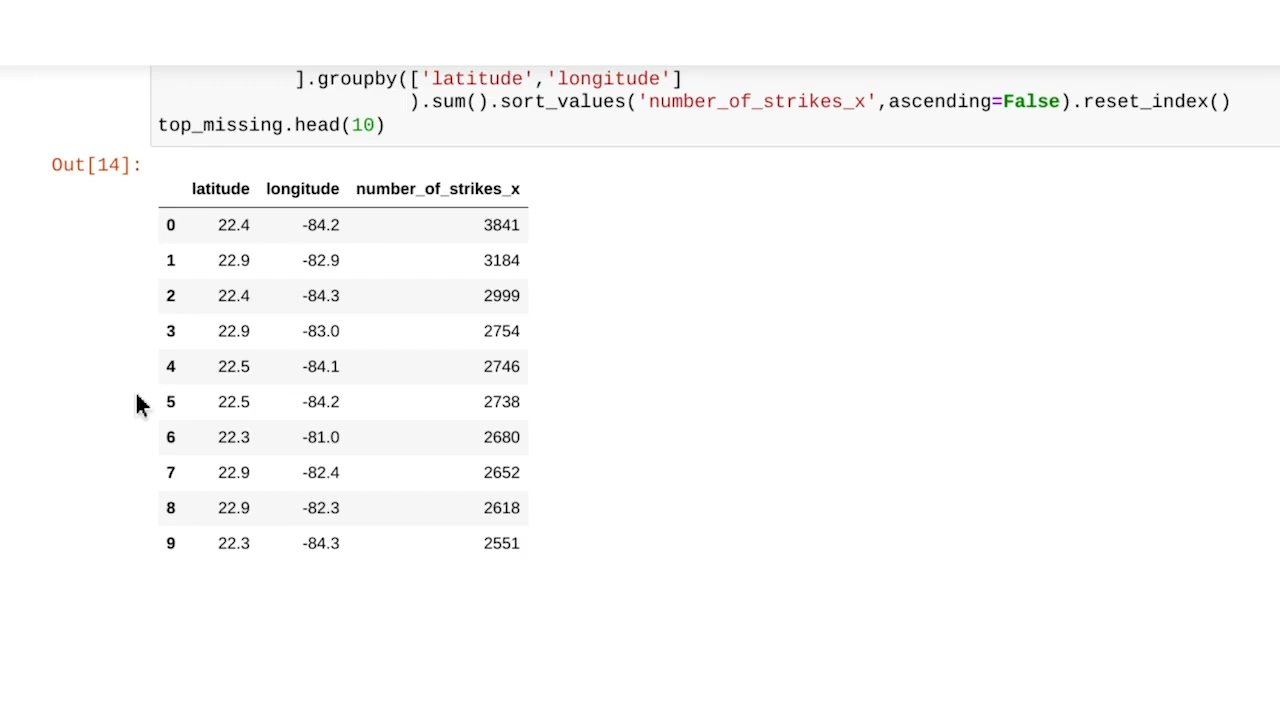 ].groupby(['latitude','longitude']
).sum().sort_values('number_of_strikes_x',ascending=False).reset_index()
top_missing.head(10)
Out[14]:
latitude longitude number_of_strikes_x
0 22.4 -84.2 3841
1 22.9 -82.9 3184
2 22.4 -84.3 2999
3 22.9 -83.0 2754
4 22.5 -84.1 2746
5 22.5 -84.2 2738
6 22.3 -81.0 2680
7 22.9 -82.4 2652
8 22.9 -82.3 2618
9 22.3 -84.3 2551